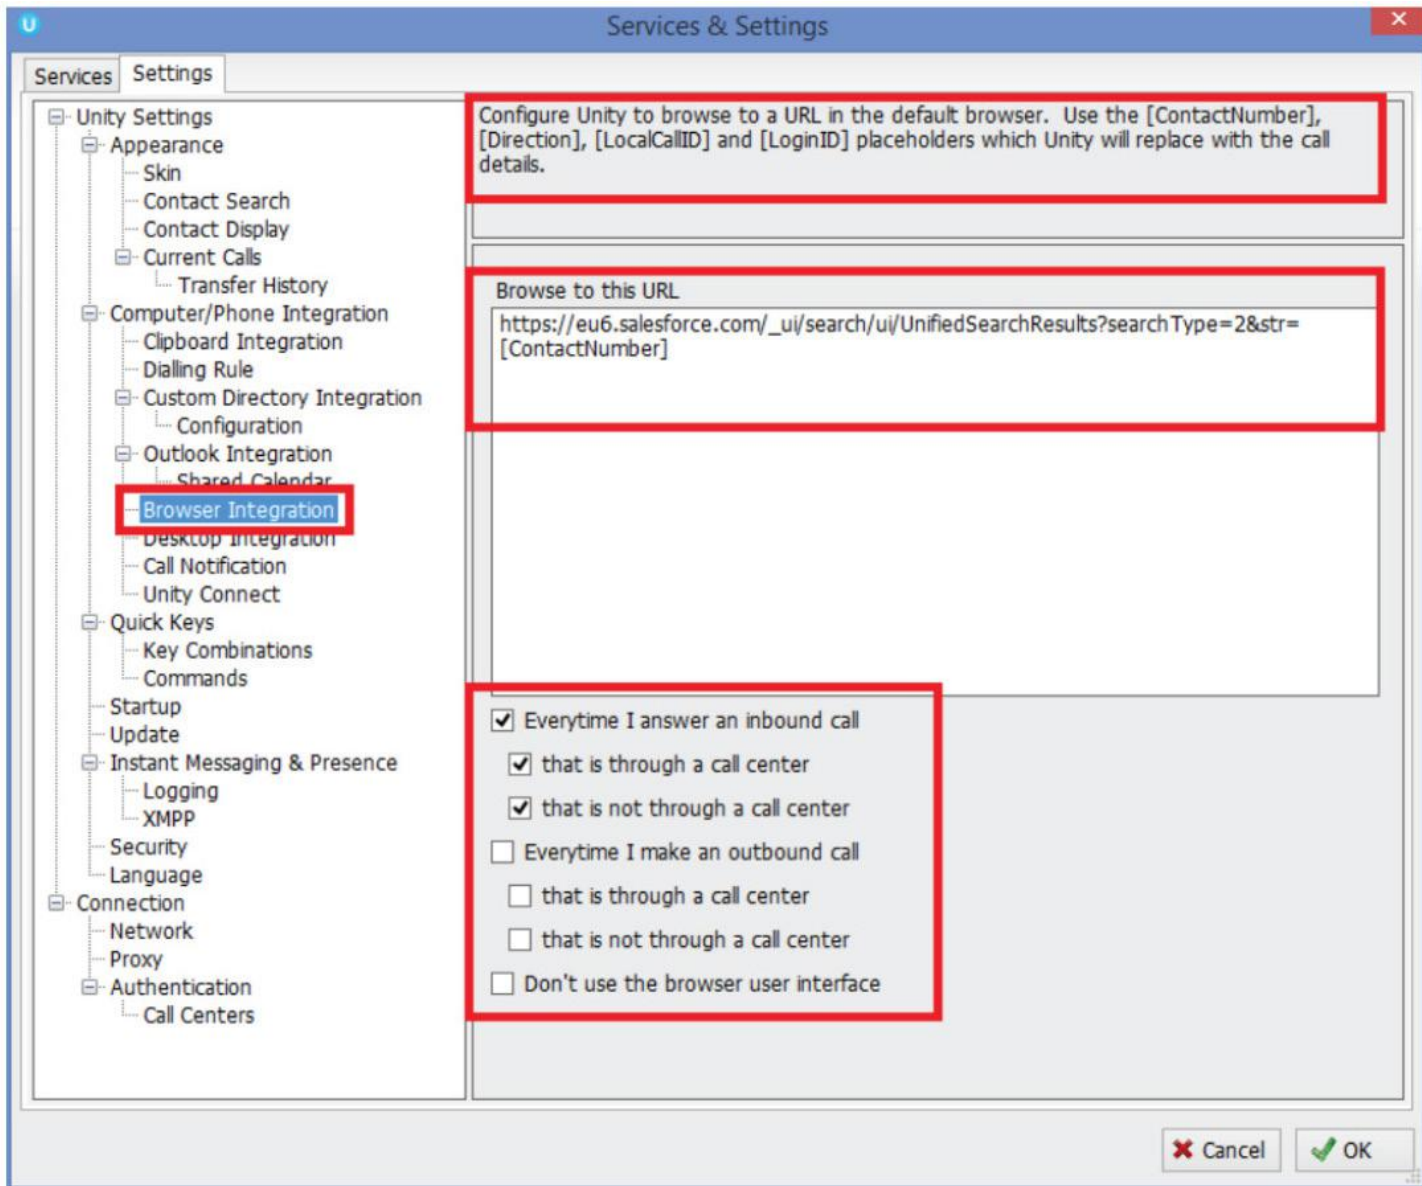 U
Services & Settings
Services
Settings
Unity Settings
Appearance
Skin
Contact Search
Contact Display
Current Calls
Transfer History
Computer/Phone Integration
Clipboard Integration
Dialling Rule
Custom Directory Integration
Configuration
Outlook Integration
Shared Calendar
Browser Integration
Desktop Integration
Call Notification
Unity Connect
Quick Keys
Key Combinations
Commands
Startup
Update
Instant Messaging & Presence
Logging
XMPP
Security
Language
Connection
Network
Proxy
Authentication
Call Centers
Configure Unity to browse to a URL in the default browser. Use the [ContactNumber],
[Direction], [LocalCallID] and [LoginID] placeholders which Unity will replace with the call
details.
Browse to this URL
https://eu6.salesforce.com/_ui/search/ui/UnifiedSearchResults?searchType=2&str=
[ContactNumber]
Everytime I answer an inbound call
that is through a call center
that is not through a call center
Everytime I make an outbound call
that is through a call center
that is not through a call center
Don't use the browser user interface
Cancel
OK